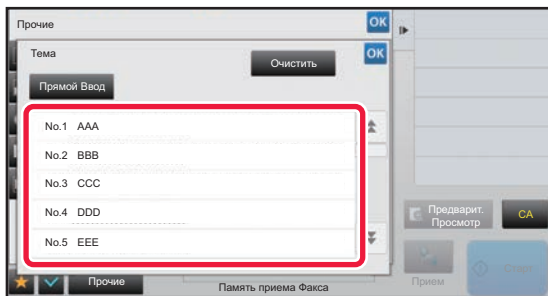 Прочие
OK
Тема
Очистить
OK
Прямой Ввод
No.1 AAA
No.2 BBB
No.3 CCC
No.4 DDD
No.5 EEE
Предварит.
Просмотр
CA
Прочие
Память приема Факса
Прием
Старт